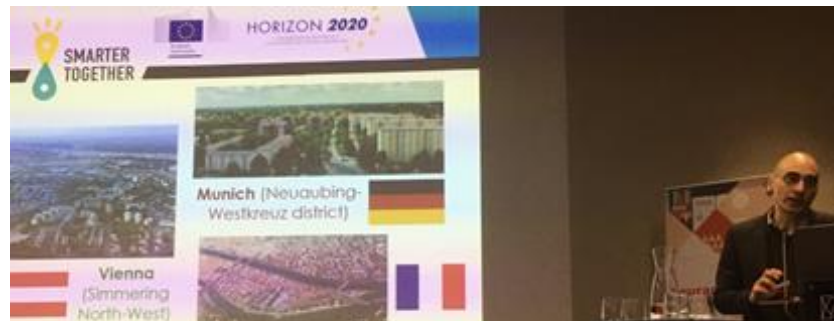 HORIZON 2020
SMARTER
TOGETHER
Munich (Neuaubing-
Westkreuz district)
Vienna
(Simmering
North-West)